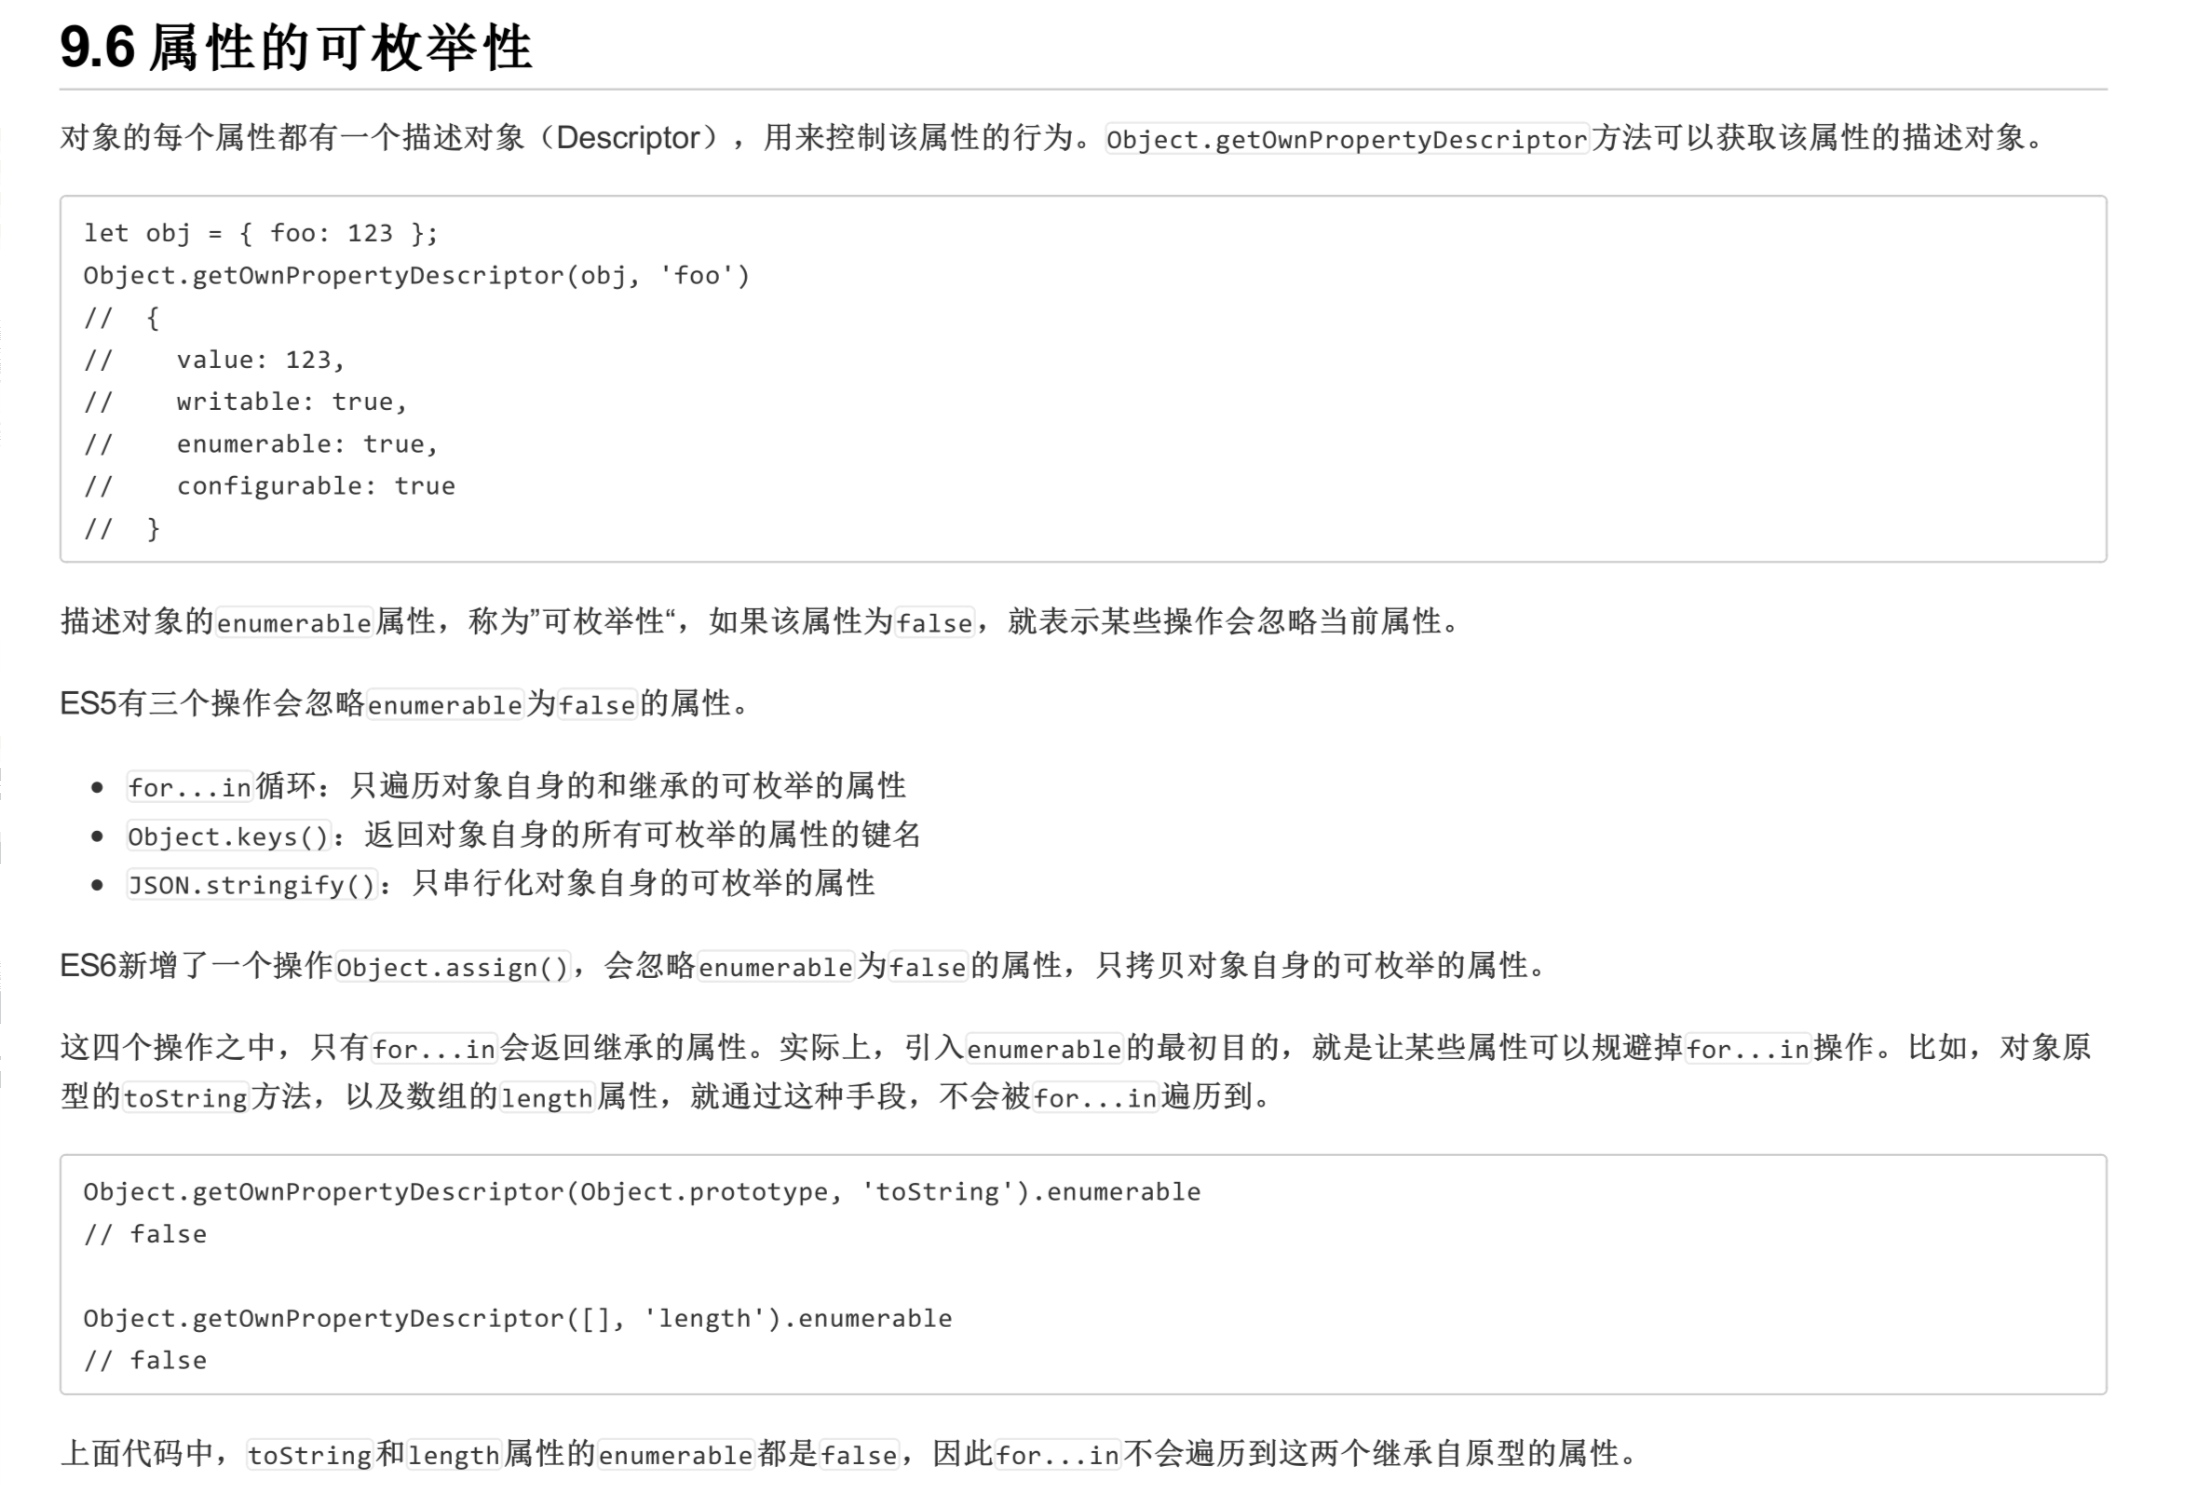 9.6 属性的可枚举性
对象的每个属性都有一个描述对象（Descriptor），用来控制该属性的行为。Object.getOwnPropertyDescriptor方法可以获取该属性的描述对象。
let obj = { foo: 123 };
Object.getOwnPropertyDescriptor(obj, 'foo')
//  {
//    value: 123,
//    writable: true,
//    enumerable: true,
//    configurable: true
//  }
描述对象的enumerable属性，称为”可枚举性“，如果该属性为false，就表示某些操作会忽略当前属性。
ES5有三个操作会忽略enumerable为false的属性。
• for...in循环：只遍历对象自身的和继承的可枚举的属性
• Object.keys()：返回对象自身的所有可枚举的属性的键名
• JSON.stringify()：只串行化对象自身的可枚举的属性
ES6新增了一个操作Object.assign()，会忽略enumerable为false的属性，只拷贝对象自身的可枚举的属性。
这四个操作之中，只有for...in会返回继承的属性。实际上，引入enumerable的最初目的，就是让某些属性可以规避掉for...in操作。比如，对象原
型的toString方法，以及数组的length属性，就通过这种手段，不会被for...in遍历到。
Object.getOwnPropertyDescriptor(Object.prototype, 'toString').enumerable
// false
Object.getOwnPropertyDescriptor([], 'length').enumerable
// false
上面代码中，toString和length属性的enumerable都是false，因此for...in不会遍历到这两个继承自原型的属性。